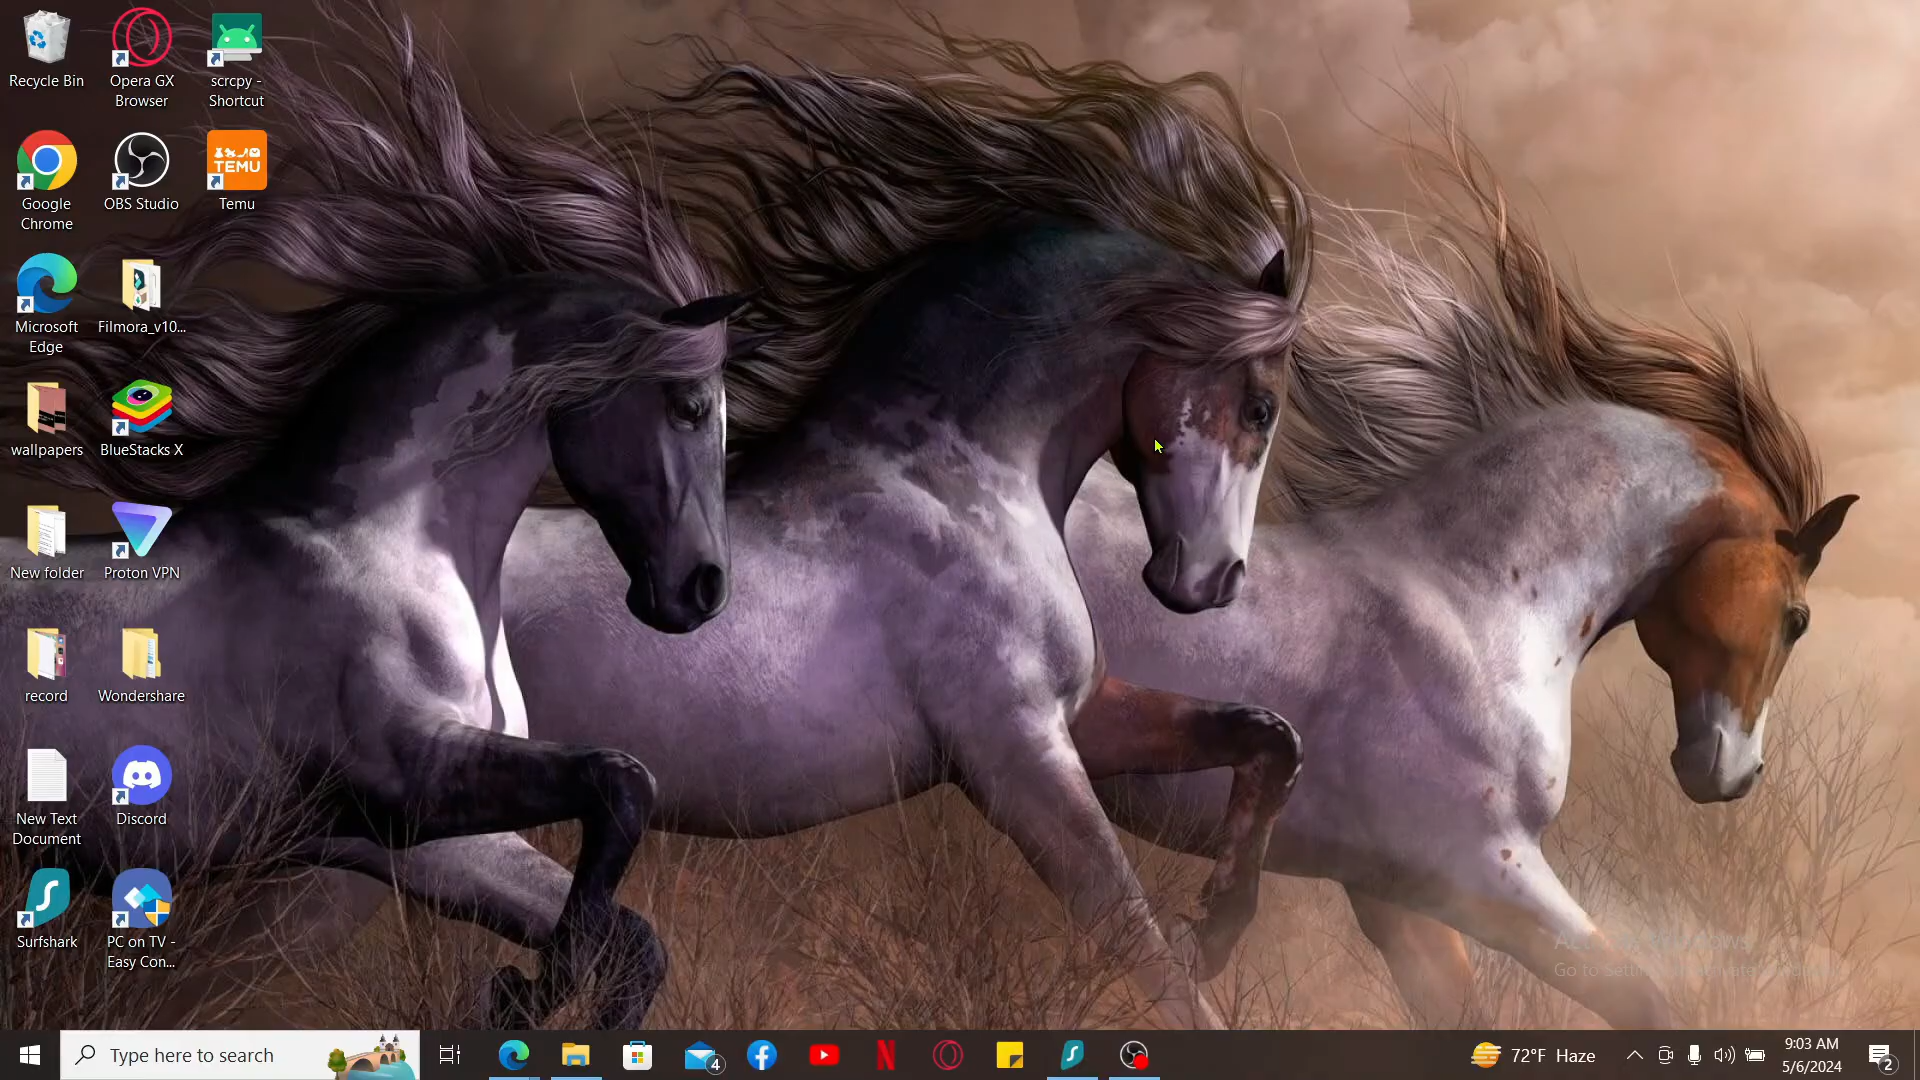 Recycle Bin
Opera GX
Browser
scrcpy -
Shortcut
Google
Chrome
OBS Studio
TEMU
Temu
Microsoft
Edge
Filmora_v10...
wallpapers
BlueStacks X
New folder
Proton VPN
record
Wondershare
New Text
Document
Discord
Surfshark
PC on TV -
Easy Con...
Go to
Type here to search
4
72°F Haze
9:03 AM
5/6/2024
2